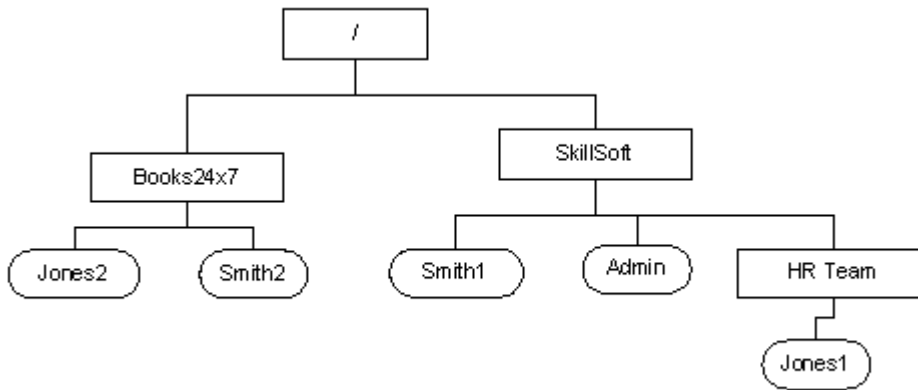 /
SkillSoft
Books24x7
Jones2
Smith2
Smith1
Admin
HR Team
Jones1